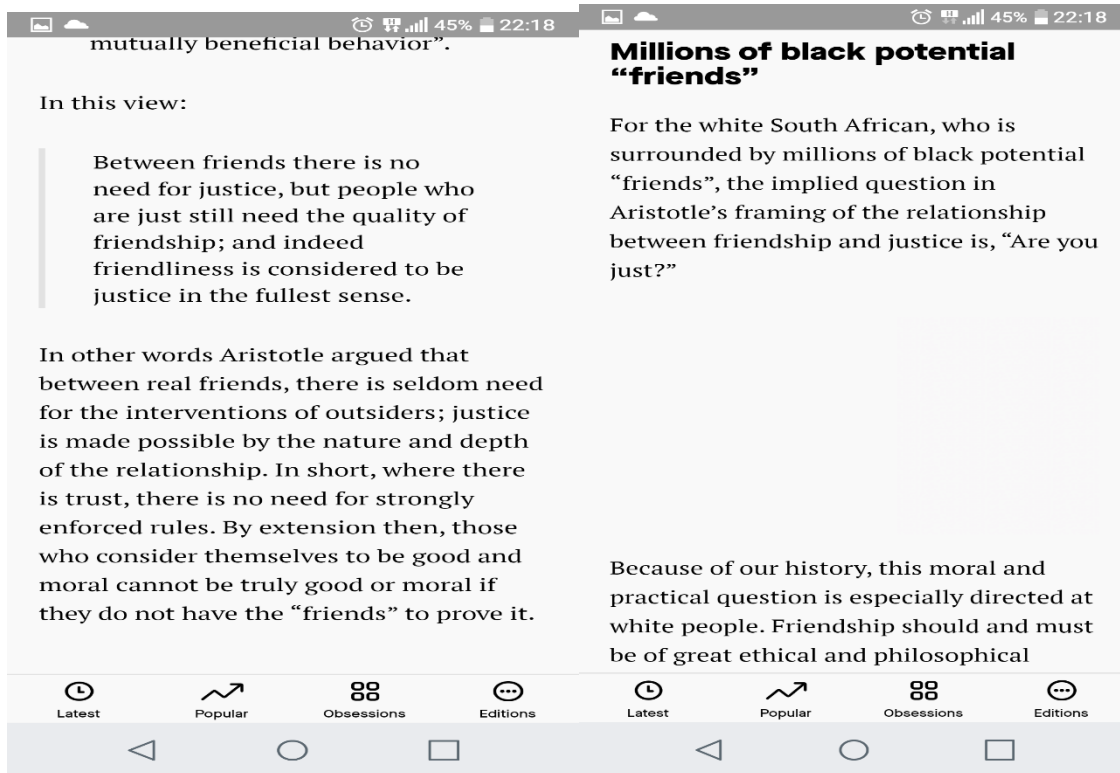 45% 22:18
mutually beneficial behavior”.
In this view:
Between friends there is no
need for justice, but people who
are just still need the quality of
friendship; and indeed
friendliness is considered to be
justice in the fullest sense.
In other words Aristotle argued that
between real friends, there is seldom need
for the interventions of outsiders; justice
is made possible by the nature and depth
of the relationship. In short, where there
is trust, there is no need for strongly
enforced rules. By extension then, those
who consider themselves to be good and
moral cannot be truly good or moral if
they do not have the “friends” to prove it.
Latest Popular Obsessions Editions
45% 22:18
Millions of black potential
“friends”
For the white South African, who is
surrounded by millions of black potential
“friends”, the implied question in
Aristotle’s framing of the relationship
between friendship and justice is, “Are you
just?”
Because of our history, this moral and
practical question is especially directed at
white people. Friendship should and must
be of great ethical and philosophical
Latest Popular Obsessions Editions